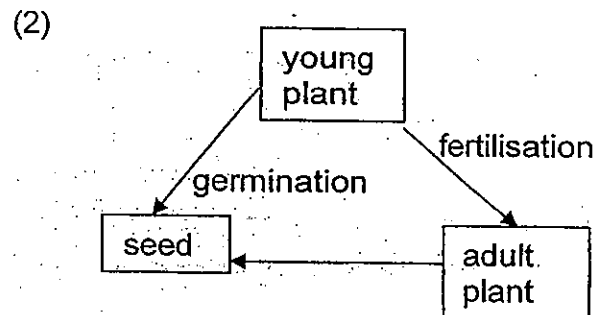 (2)
young
plant
fertilisation
germination
seed
adult
plant